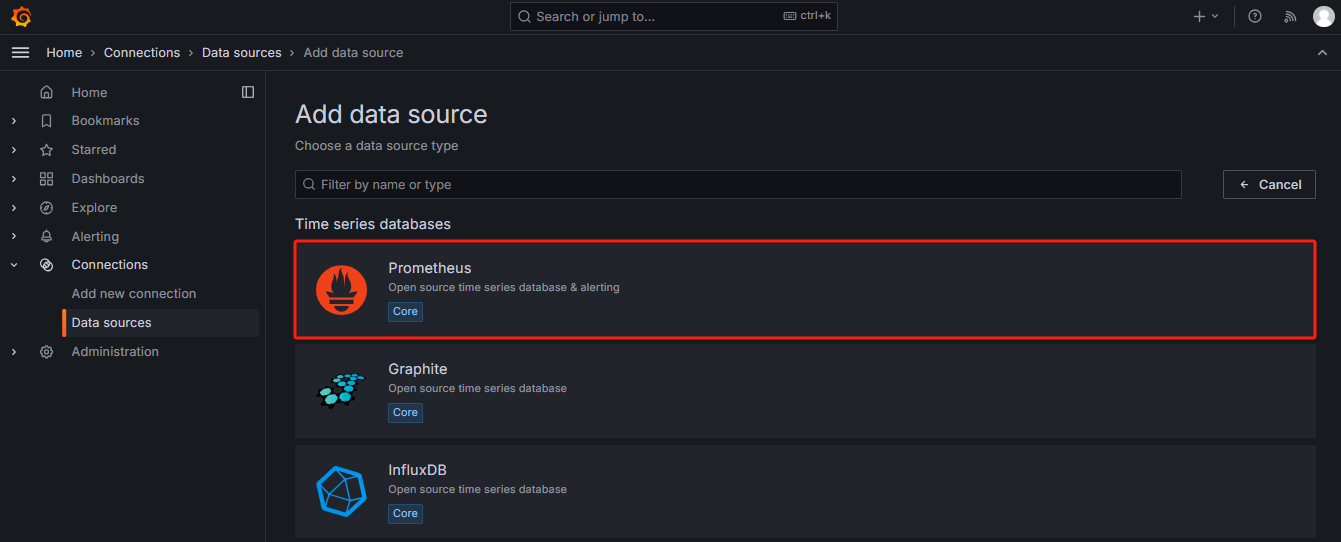 Search or jump to...
ctrl+k
Home › Connections › Data sources › Add data source
Home
Bookmarks
Starred
Dashboards
Explore
Alerting
Connections
Add new connection
Data sources
Administration
Add data source
Choose a data source type
Filter by name or type
Cancel
Time series databases
Prometheus
Open source time series database & alerting
Core
Graphite
Open source time series database
Core
InfluxDB
Open source time series database
Core